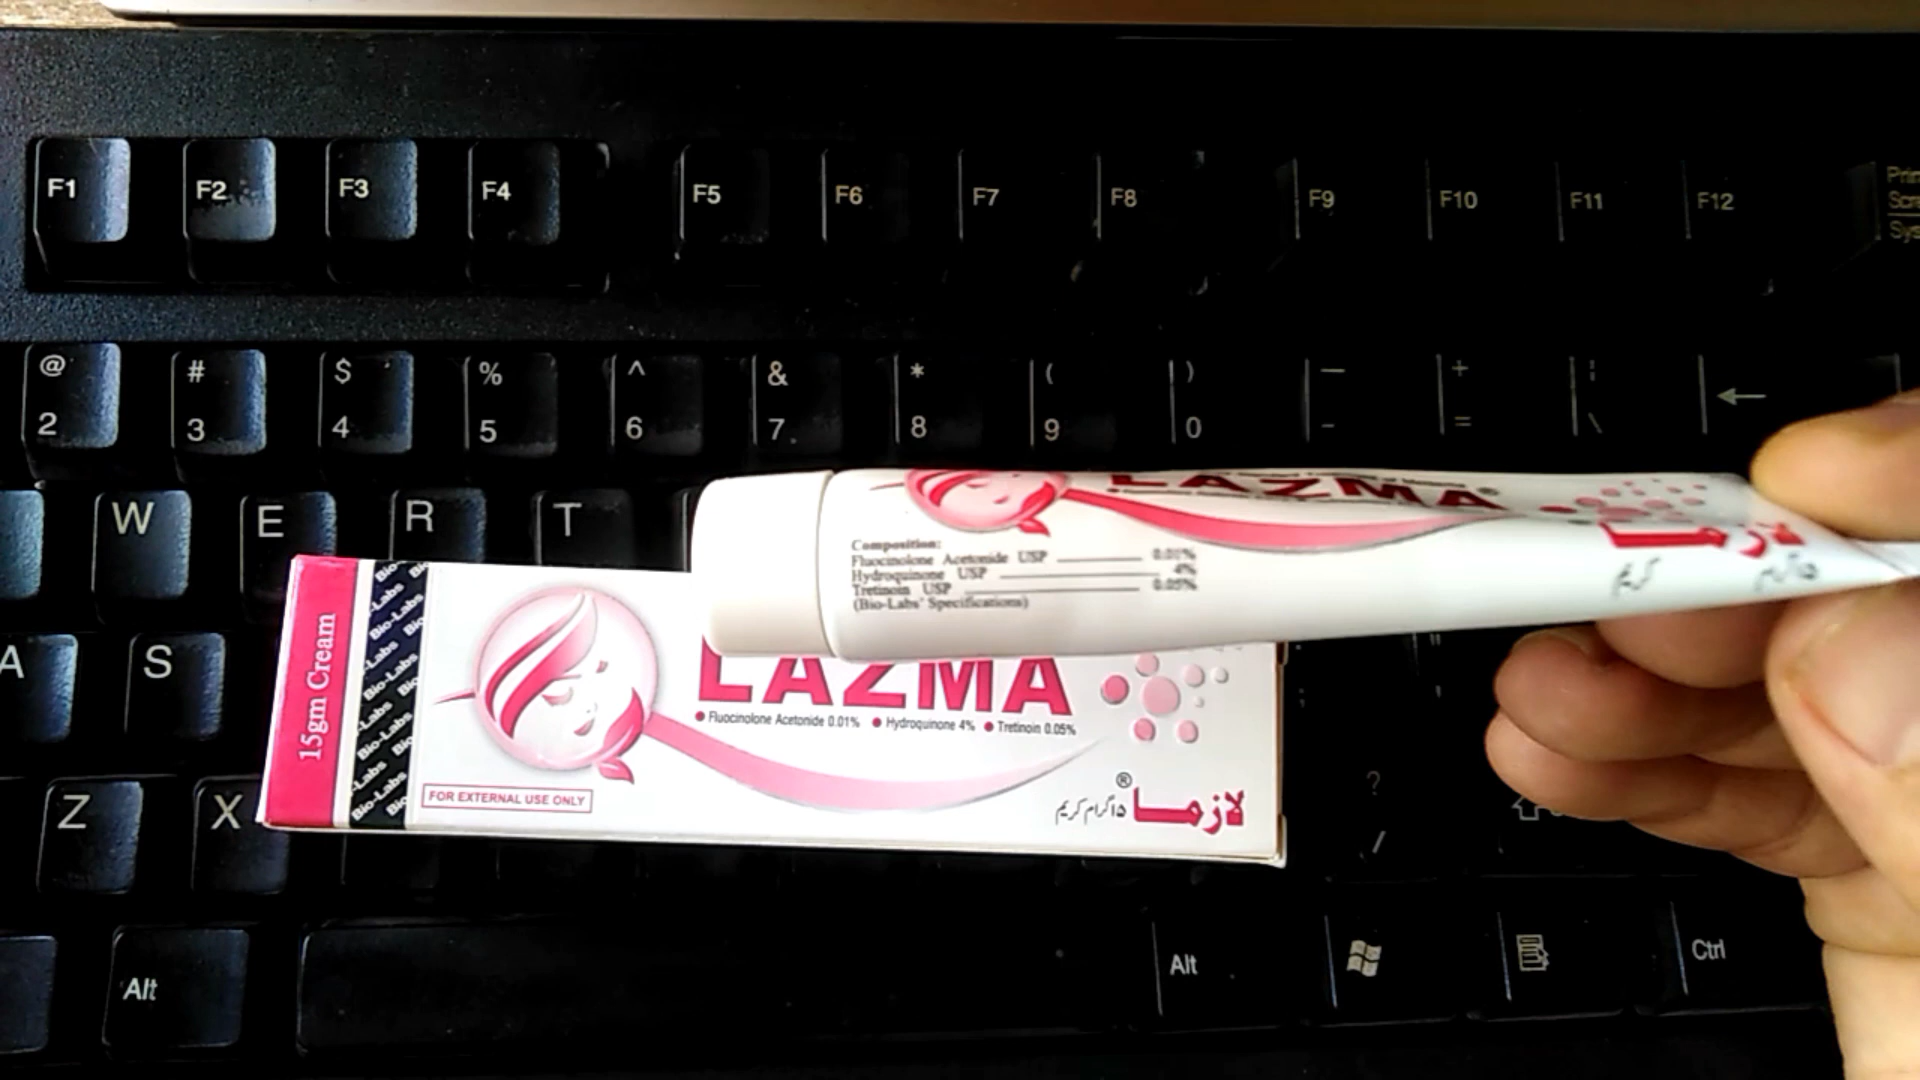 F1 F2 F3 F4 F5 F6 F7 F8 F9 F10 F11 F12
@ # $ % ^ & * ( ) — +
2 3 4 5 6 7 8 9 0 - = \
W E R T
A S
Z X ? /
Alt Alt Ctrl
LAZMA
لازما
Composition:
Fluocinolone Acetonide USP 0.01%
Hydroquinone USP 4%
Tretinoin USP 0.05%
(Bio-Labs' Specifications)
15gm Cream
Bio-Labs
LAZMA
● Fluocinolone Acetonide 0.01% ● Hydroquinone 4% ● Tretinoin 0.05%
FOR EXTERNAL USE ONLY
لازما® ۱۵گرام کریم